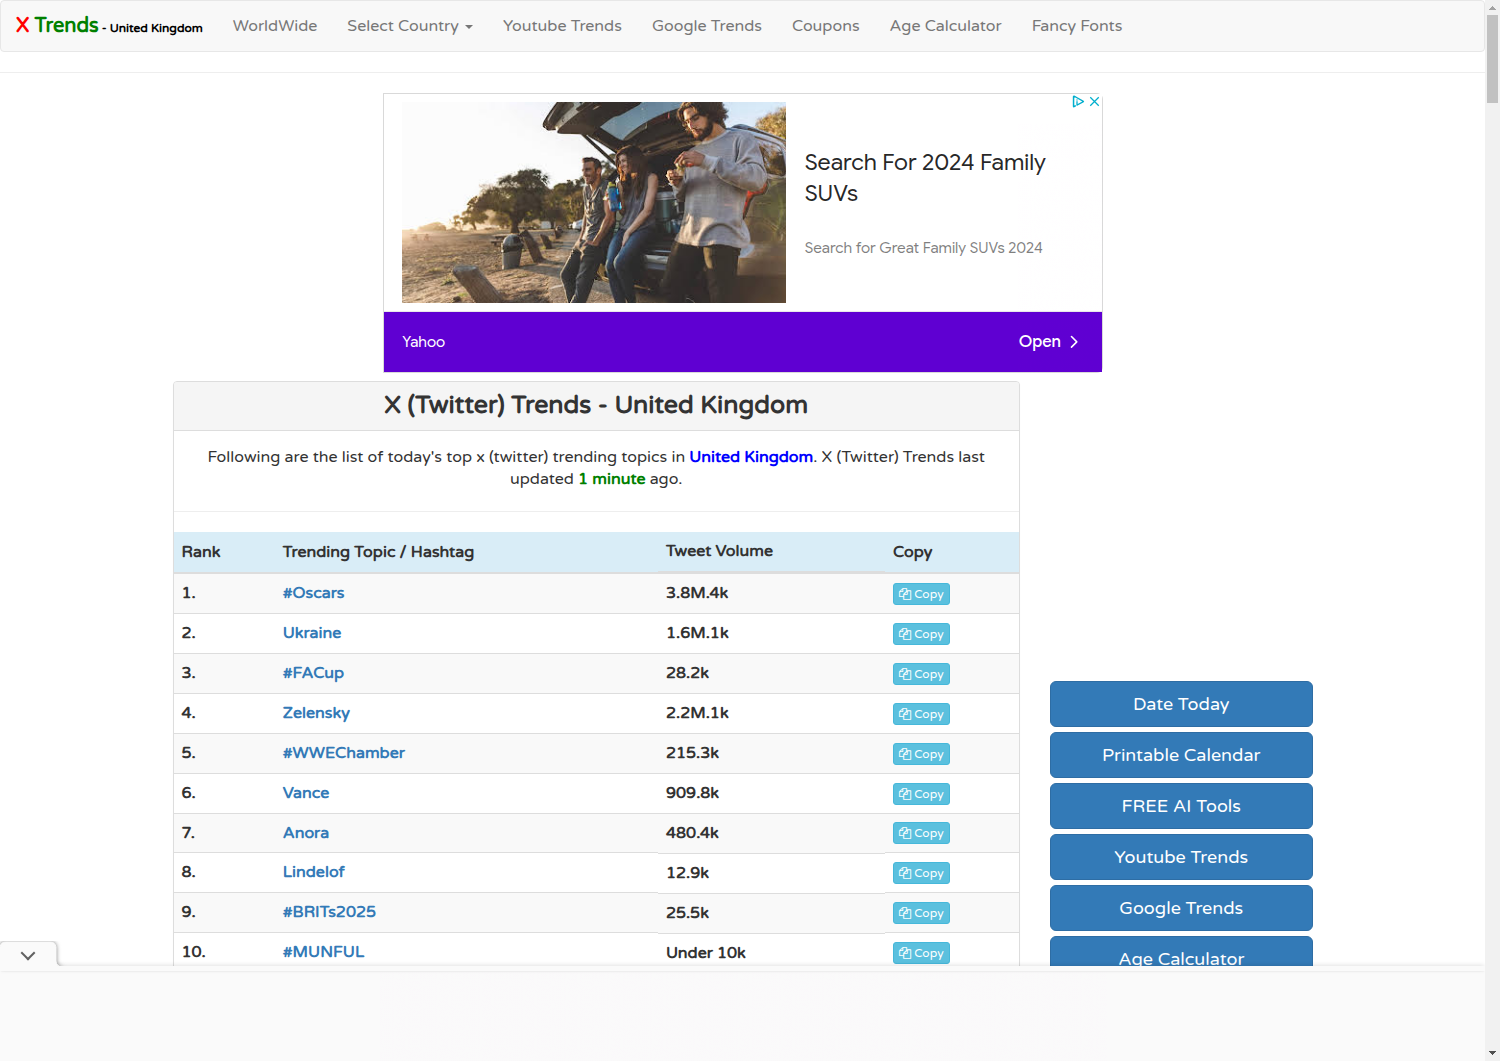 X Trends - United Kingdom WorldWide Select Country Youtube Trends Google Trends Coupons Age Calculator Fancy Fonts
Search For 2024 Family
SUVs
Search for Great Family SUVs 2024
Yahoo Open
X (Twitter) Trends - United Kingdom
Following are the list of today's top x (twitter) trending topics in United Kingdom. X (Twitter) Trends last
updated 1 minute ago.
Rank Trending Topic / Hashtag Tweet Volume Copy
1. #Oscars 3.8M.4k Copy
2. Ukraine 1.6M.1k Copy
3. #FACup 28.2k Copy
4. Zelensky 2.2M.1k Copy
5. #WWEChamber 215.3k Copy
6. Vance 909.8k Copy
7. Anora 480.4k Copy
8. Lindelof 12.9k Copy
9. #BRITs2025 25.5k Copy
10. #MUNFUL Under 10k Copy
Date Today
Printable Calendar
FREE AI Tools
Youtube Trends
Google Trends
Age Calculator